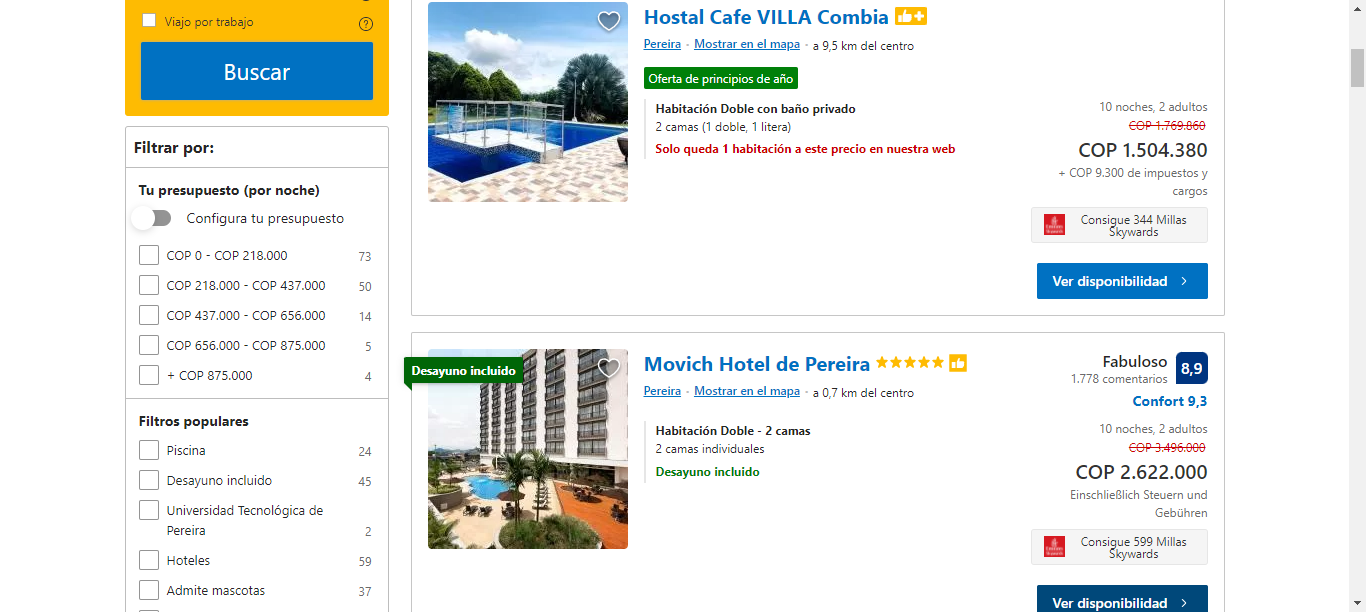 Viajo por trabajo
Buscar
Filtrar por:
Tu presupuesto (por noche)
Configura tu presupuesto
COP 0 - COP 218.000 73
COP 218.000 - COP 437.000 50
COP 437.000 - COP 656.000 14
COP 656.000 - COP 875.000 5
+ COP 875.000 4
Filtros populares
Piscina 24
Desayuno incluido 45
Universidad Tecnológica de
Pereira 2
Hoteles 59
Admite mascotas 37
Hostal Cafe VILLA Combia
Pereira · Mostrar en el mapa · a 9,5 km del centro
Oferta de principios de año
Habitación Doble con baño privado
2 camas (1 doble, 1 litera)
Solo queda 1 habitación a este precio en nuestra web
10 noches, 2 adultos
COP 1.769.860
COP 1.504.380
+ COP 9.300 de impuestos y
cargos
Consigue 344 Millas
Skywards
Ver disponibilidad
Desayuno incluido
Movich Hotel de Pereira
Pereira · Mostrar en el mapa · a 0,7 km del centro
Habitación Doble - 2 camas
2 camas individuales
Desayuno incluido
Fabuloso 8,9
1.778 comentarios
Confort 9,3
10 noches, 2 adultos
COP 3.496.000
COP 2.622.000
Einschließlich Steuern und
Gebühren
Consigue 599 Millas
Skywards
Ver disponibilidad